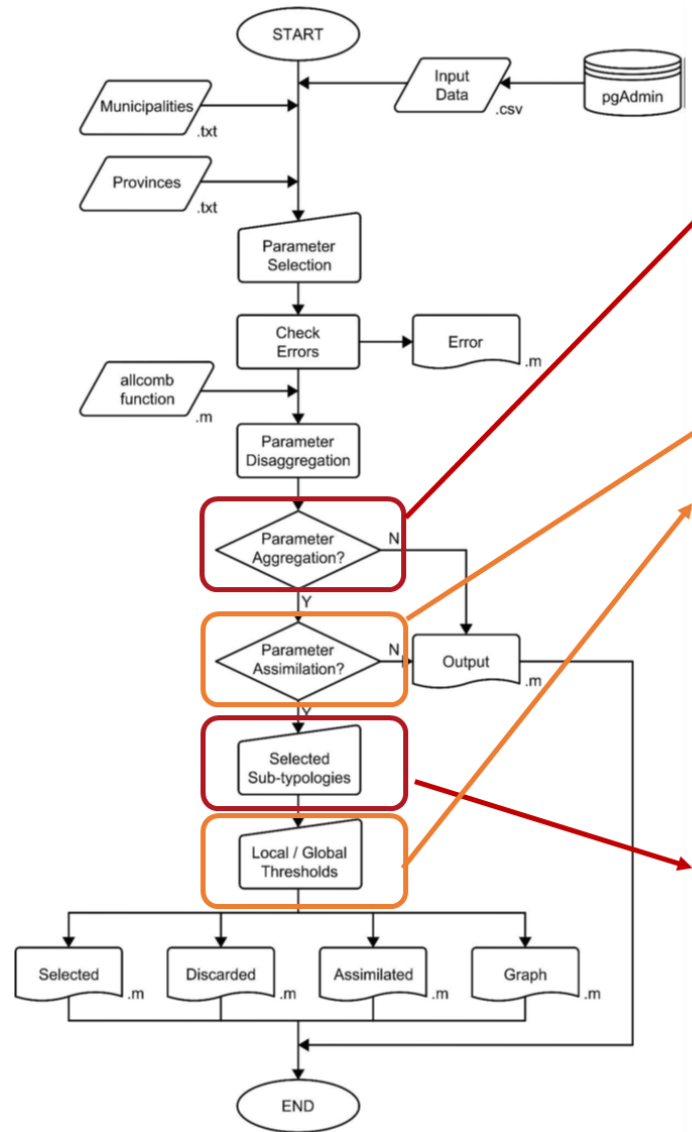 START
Input
Data
.csv
pgAdmin
Municipalities
.txt
Provinces
.txt
Parameter
Selection
Check
Errors
Error
.m
allcomb
function
.m
Parameter
Disaggregation
Parameter
Aggregation?
N
Y
Parameter
Assimilation?
N
Output
.m
Y
Selected
Sub-typologies
Local / Global
Thresholds
Selected
.m
Discarded
.m
Assimilated
.m
Graph
.m
END